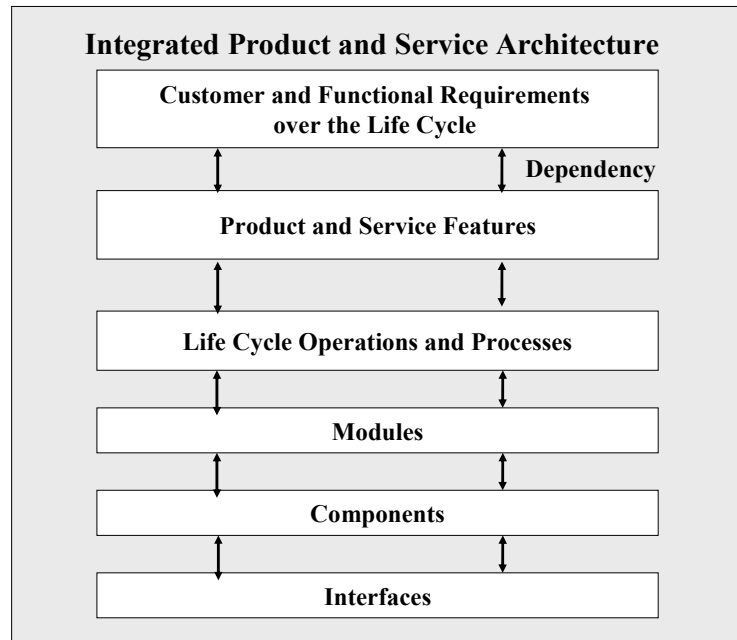 Integrated Product and Service Architecture
Customer and Functional Requirements
over the Life Cycle
Dependency
Product and Service Features
Life Cycle Operations and Processes
Modules
Components
Interfaces